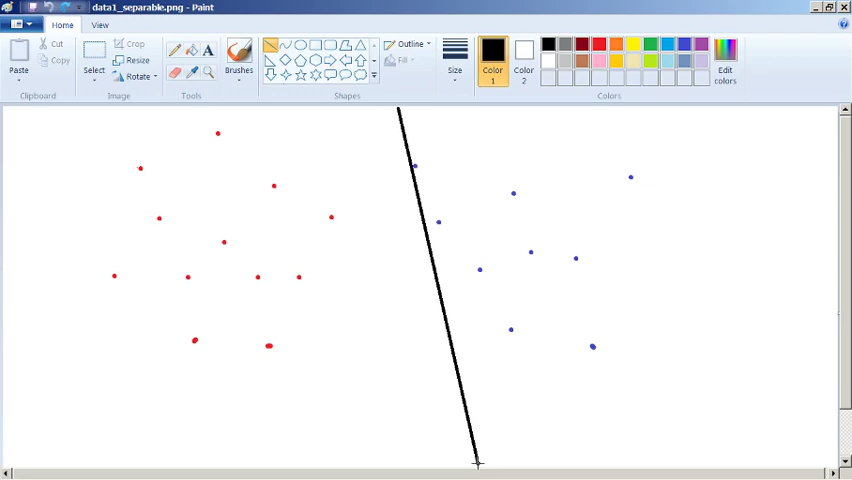 data1_separable.png - Paint
Home View
Paste
Cut
Copy
Clipboard
Select
Crop
Resize
Rotate
Image
A
Tools
Brushes
Outline
Fill
Shapes
Size
Color
1
Color
2
Edit
colors
Colors